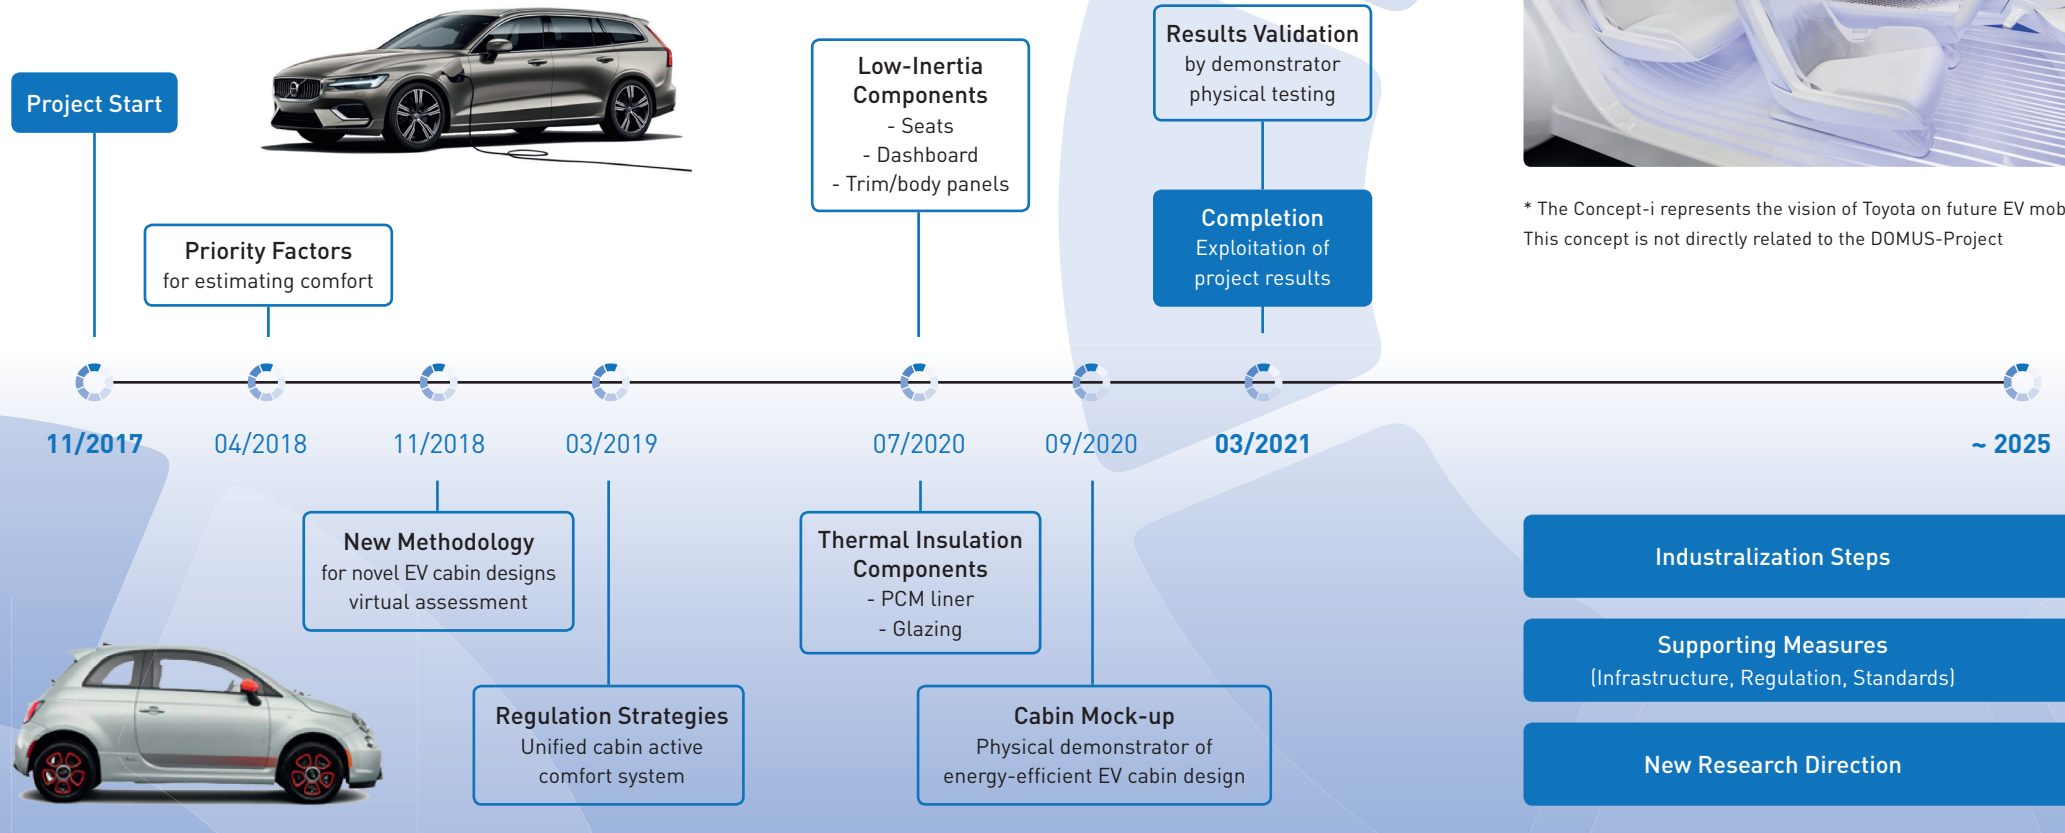 Project Start
Priority Factors
for estimating comfort
Low-Inertia
Components
- Seats
- Dashboard
- Trim/body panels
Results Validation
by demonstrator
physical testing
Completion
Exploitation of
project results
* The Concept-i represents the vision of Toyota on future EV mob
This concept is not directly related to the DOMUS-Project
11/2017
04/2018
11/2018
03/2019
07/2020
09/2020
03/2021
~ 2025
New Methodology
for novel EV cabin designs
virtual assessment
Regulation Strategies
Unified cabin active
comfort system
Thermal Insulation
Components
- PCM liner
- Glazing
Cabin Mock-up
Physical demonstrator of
energy-efficient EV cabin design
Industralization Steps
Supporting Measures
(Infrastructure, Regulation, Standards)
New Research Direction